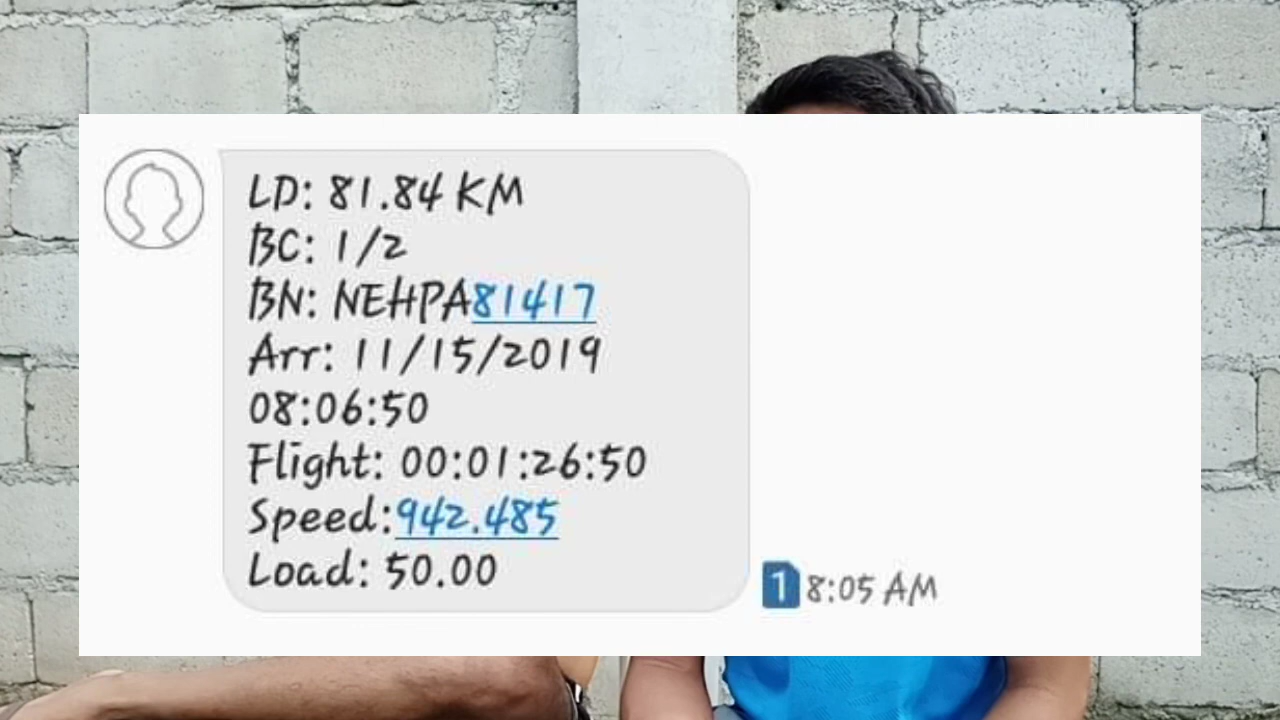 LD: 81.84 KM
BC: 1/2
BN: NEHPA81417
Arr: 11/15/2019
08:06:50
Flight: 00:01:26:50
Speed:942.485
Load: 50.00
1 8:05 AM